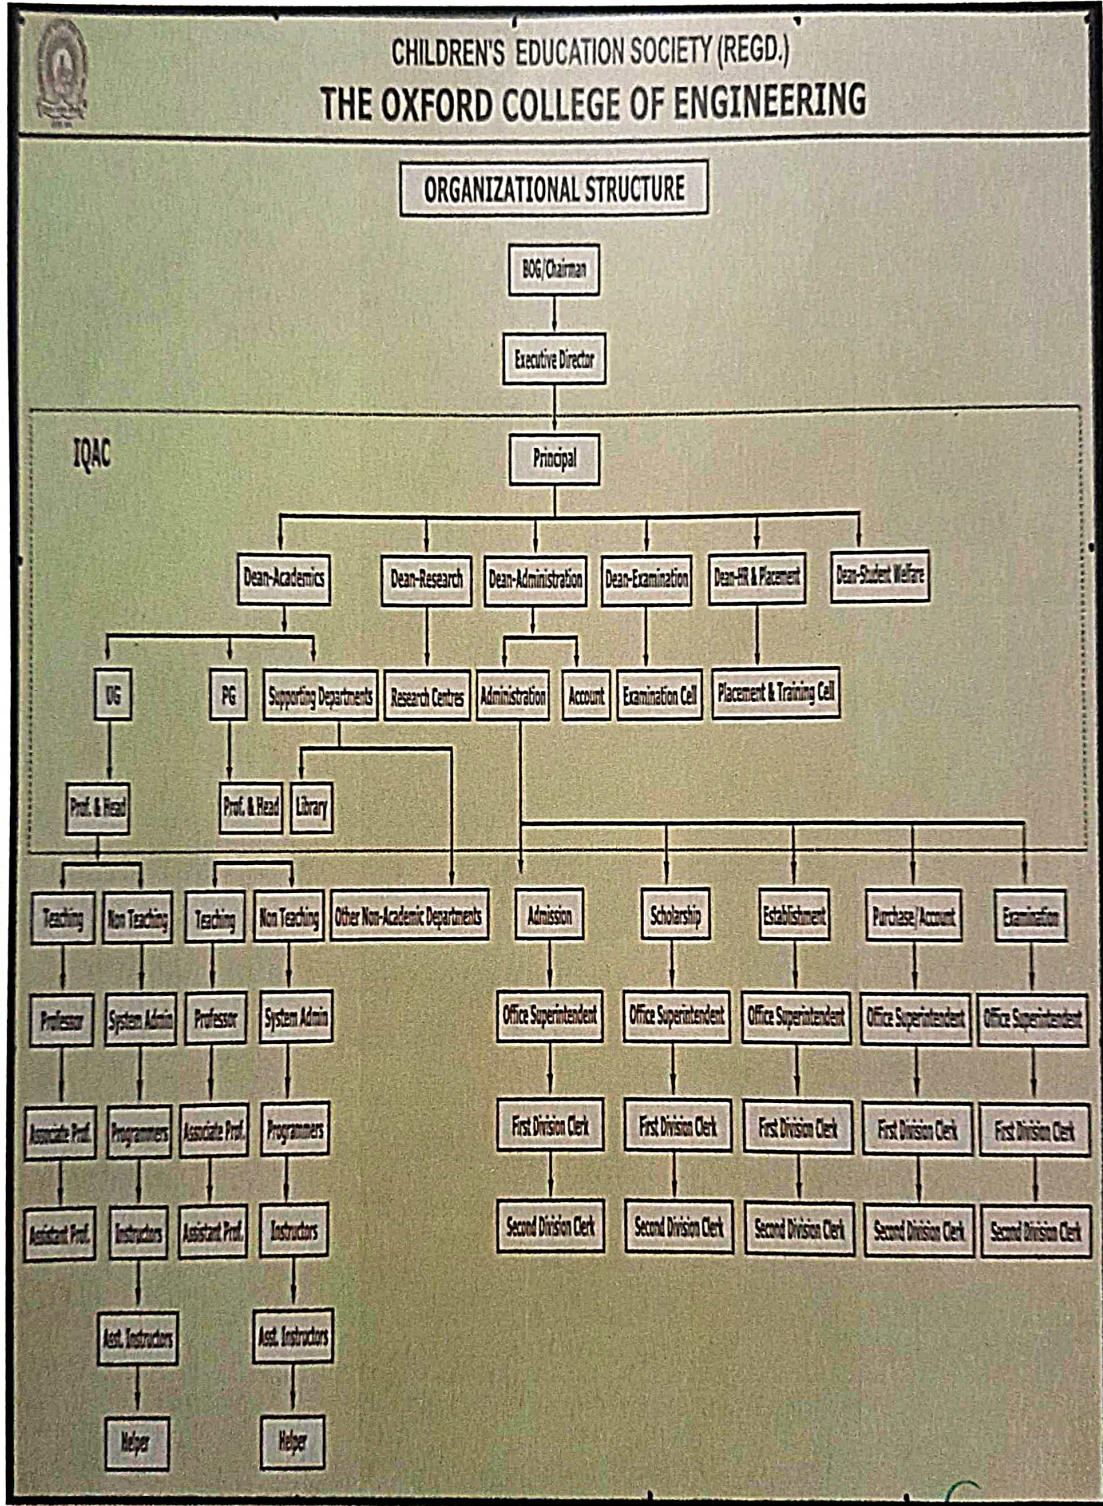 CHILDREN'S EDUCATION SOCIETY (REGD.)
THE OXFORD COLLEGE OF ENGINEERING
ORGANIZATIONAL STRUCTURE
BOG/Chairman
Executive Director
IQAC
Principal
Dean-Academics
Dean-Research
Dean-Administration
Dean-Examination
Dean-HR & Placement
Dean-Student Welfare
UG
PG
Supporting Departments
Research Centres
Administration
Account
Examination Cell
Placement & Training Cell
Prof. & Head
Prof. & Head
Library
Teaching
Non Teaching
Teaching
Non Teaching
Other Non-Academic Departments
Admission
Scholarship
Establishment
Purchase/Account
Examination
Professor
System Admin
Professor
System Admin
Office Superintendent
Office Superintendent
Office Superintendent
Office Superintendent
Office Superintendent
Associate Prof.
Programmers
Associate Prof.
Programmers
First Division Clerk
First Division Clerk
First Division Clerk
First Division Clerk
First Division Clerk
Assistant Prof.
Instructors
Assistant Prof.
Instructors
Second Division Clerk
Second Division Clerk
Second Division Clerk
Second Division Clerk
Second Division Clerk
Asst. Instructors
Asst. Instructors
Helper
Helper